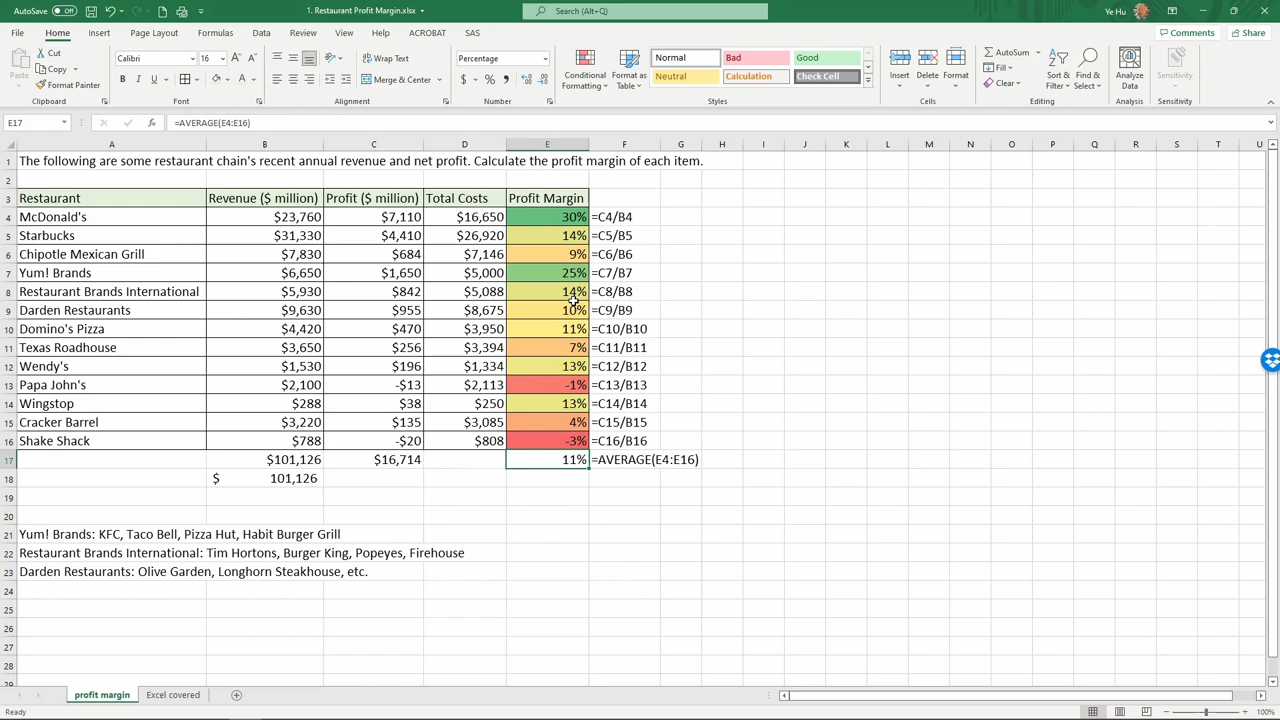 AutoSave Off 1. Restaurant Profit Margin.xlsx Search (Alt+Q) Ye Hu
File Home Insert Page Layout Formulas Data Review View Help ACROBAT SAS Comments Share
Paste Cut Copy Format Painter Calibri 16 Wrap Text Merge & Center Percentage Conditional Formatting Format as Table Normal Bad Good Neutral Calculation Check Cell Insert Delete Format AutoSum Fill Clear Sort & Filter Find & Select Analyze Data Sensitivity
Clipboard Font Alignment Number Styles Cells Editing Analysis Sensitivity
E17 fx =AVERAGE(E4:E16)
A B C D E F G H I J K L M N O P Q R S T U
1 The following are some restaurant chain's recent annual revenue and net profit. Calculate the profit margin of each item.
2
3 Restaurant Revenue ($ million) Profit ($ million) Total Costs Profit Margin
4 McDonald's $23,760 $7,110 $16,650 30% =C4/B4
5 Starbucks $31,330 $4,410 $26,920 14% =C5/B5
6 Chipotle Mexican Grill $7,830 $684 $7,146 9% =C6/B6
7 Yum! Brands $6,650 $1,650 $5,000 25% =C7/B7
8 Restaurant Brands International $5,930 $842 $5,088 14% =C8/B8
9 Darden Restaurants $9,630 $955 $8,675 10% =C9/B9
10 Domino's Pizza $4,420 $470 $3,950 11% =C10/B10
11 Texas Roadhouse $3,650 $256 $3,394 7% =C11/B11
12 Wendy's $1,530 $196 $1,334 13% =C12/B12
13 Papa John's $2,100 -$13 $2,113 -1% =C13/B13
14 Wingstop $288 $38 $250 13% =C14/B14
15 Cracker Barrel $3,220 $135 $3,085 4% =C15/B15
16 Shake Shack $788 -$20 $808 -3% =C16/B16
17 $101,126 $16,714 11% =AVERAGE(E4:E16)
18 $ 101,126
19
20
21 Yum! Brands: KFC, Taco Bell, Pizza Hut, Habit Burger Grill
22 Restaurant Brands International: Tim Hortons, Burger King, Popeyes, Firehouse
23 Darden Restaurants: Olive Garden, Longhorn Steakhouse, etc.
24
25
26
27
28
29
profit margin Excel covered
Ready 100%